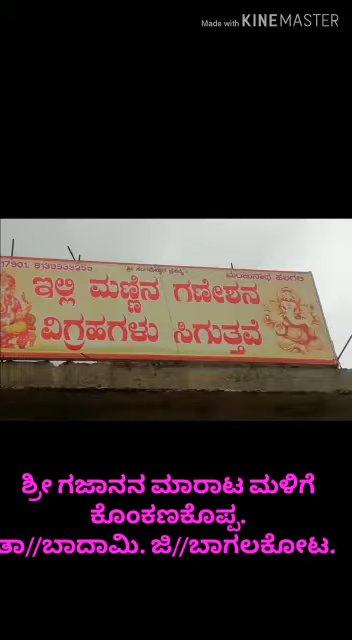 Made with KINEMASTER
ಇಲ್ಲಿ ಮಣ್ಣಿನ ಗಣೇಶನ
ವಿಗ್ರಹಗಳು ಸಿಗುತ್ತವೆ
ಶ್ರೀ ಗಜಾನನ ಮಾರಾಟ ಮಳಿಗೆ
ಕೊಂಕಣಕೊಪ್ಪ.
ತಾ//ಬಾದಾಮಿ. ಜಿ//ಬಾಗಲಕೋಟ.